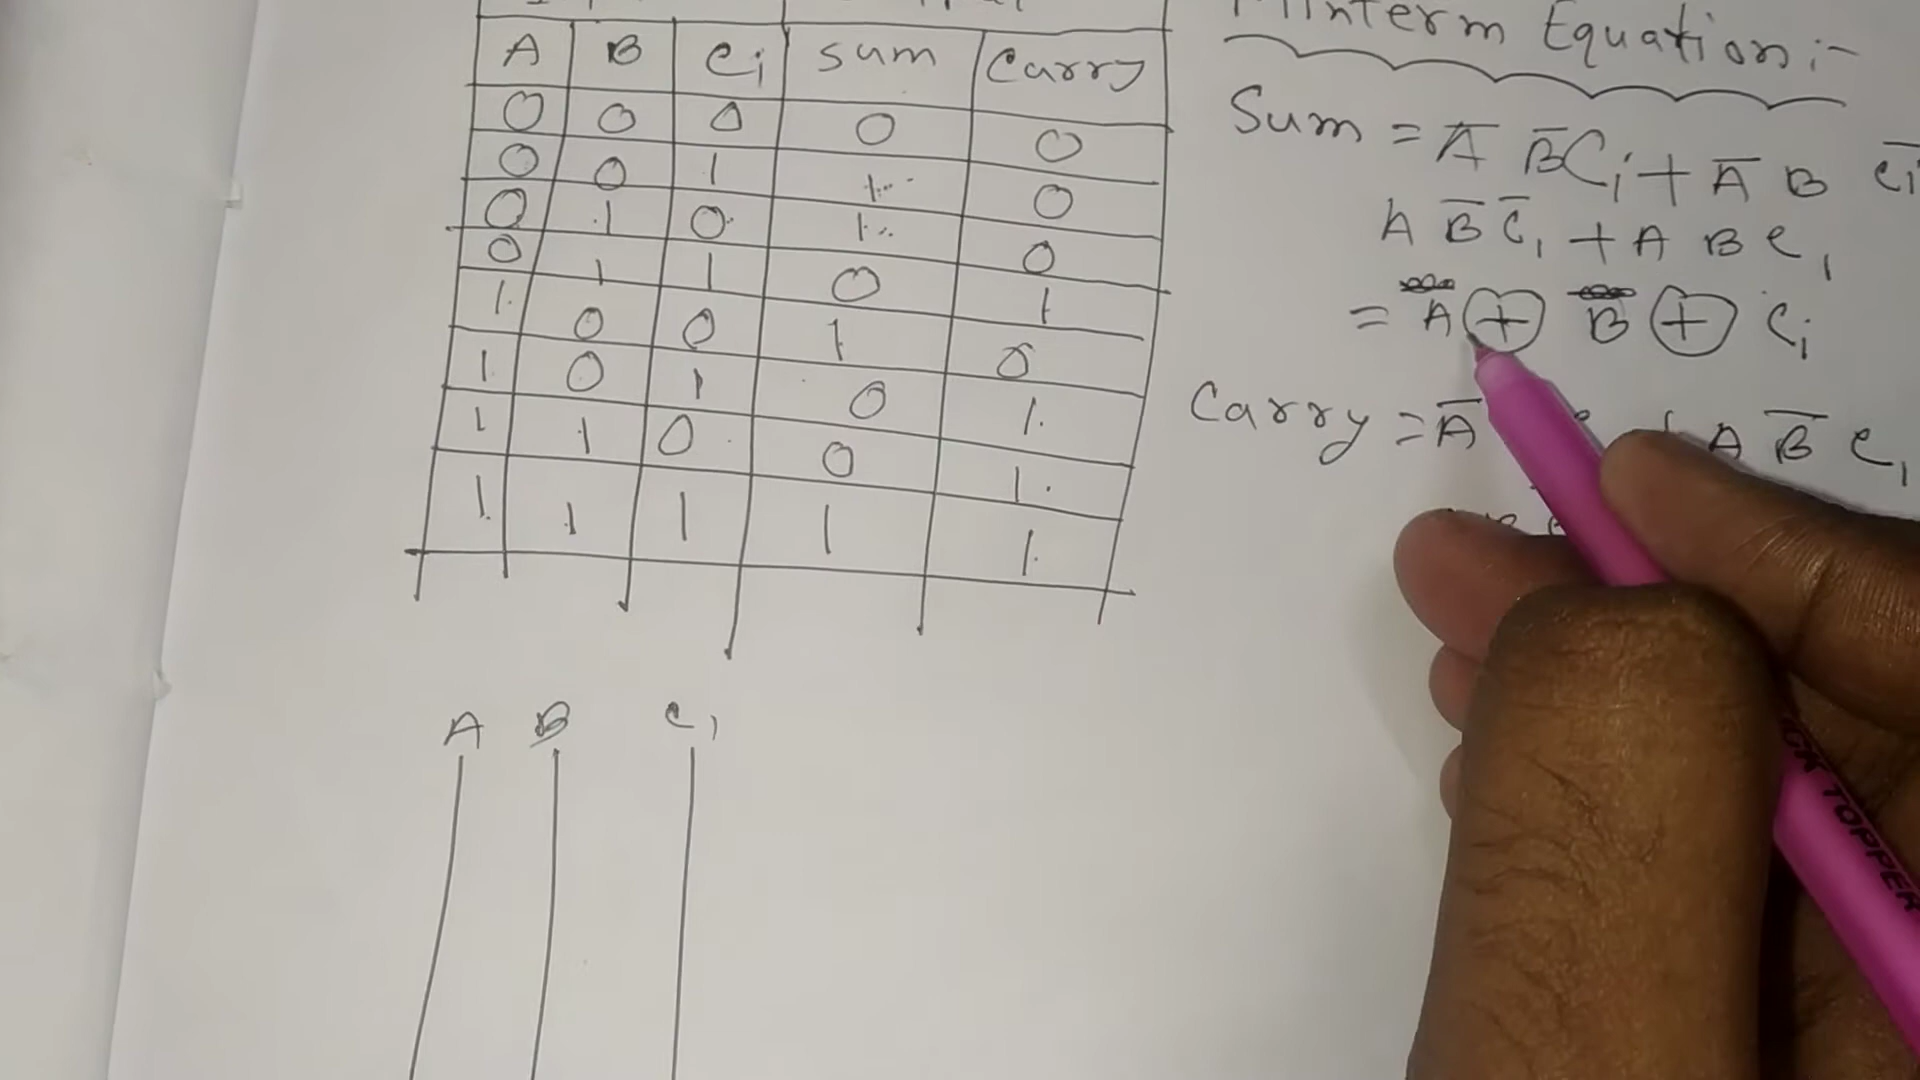 Minterm Equation :-
A B Ci Sum Carry
0 0 0 0 0
0 0 1 1 0
0 1 0 1 0
0 1 1 0 1
1 0 0 1 0
1 0 1 0 1
1 1 0 0 1
1 1 1 1 1
Sum = A̅ B̅ Ci + A̅ B C̅i
A B̅ C̅i + A B Ci
= A ⊕ B ⊕ Ci
Carry = A̅ + A B̅ Ci
A B Ci
TOPPER